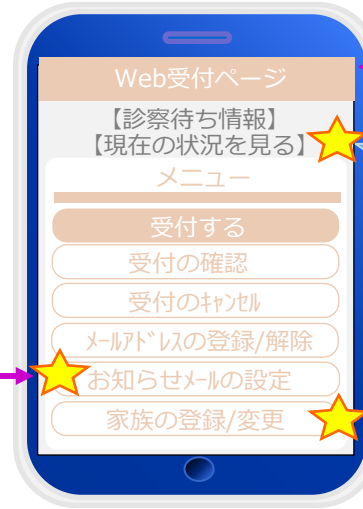 Web受付ページ
【診察待ち情報】
【現在の状況を見る】
メニュー
受付する
受付の確認
受付のｷｬﾝｾﾙ
ﾒｰﾙｱﾄﾞﾚｽの登録/解除
お知らせﾒｰﾙの設定
家族の登録/変更